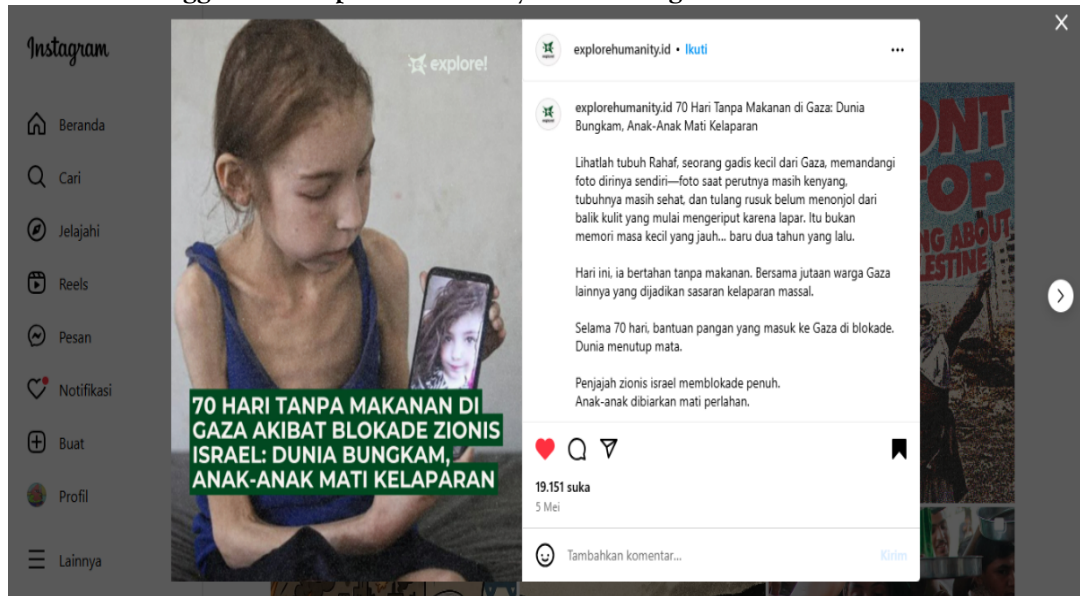 Instagram
Beranda
Cari
Jelajahi
Reels
Pesan
Notifikasi
Buat
Profil
Lainnya
explore!
70 HARI TANPA MAKANAN DI
GAZA AKIBAT BLOKADE ZIONIS
ISRAEL: DUNIA BUNGKAM,
ANAK-ANAK MATI KELAPARAN
explorehumanity.id • Ikuti
explorehumanity.id 70 Hari Tanpa Makanan di Gaza: Dunia
Bungkam, Anak-Anak Mati Kelaparan
Lihatlah tubuh Rahaf, seorang gadis kecil dari Gaza, memandangi
foto dirinya sendiri—foto saat perutnya masih kenyang,
tubuhnya masih sehat, dan tulang rusuk belum menonjol dari
balik kulit yang mulai mengeriput karena lapar. Itu bukan
memori masa kecil yang jauh... baru dua tahun yang lalu.
Hari ini, ia bertahan tanpa makanan. Bersama jutaan warga Gaza
lainnya yang dijadikan sasaran kelaparan massal.
Selama 70 hari, bantuan pangan yang masuk ke Gaza di blokade.
Dunia menutup mata.
Penjajah zionis israel memblokade penuh.
Anak-anak dibiarkan mati perlahan.
19.151 suka
5 Mei
Tambahkan komentar...
Kirim
ONT
OP
NG ABOUT